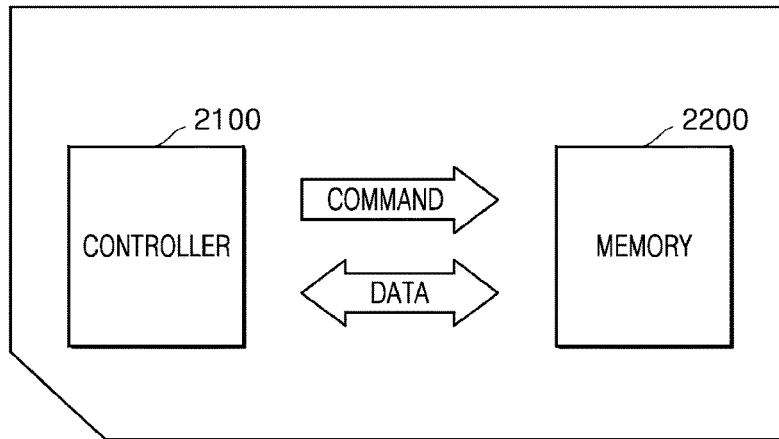 2100
2200
CONTROLLER
COMMAND
MEMORY
DATA